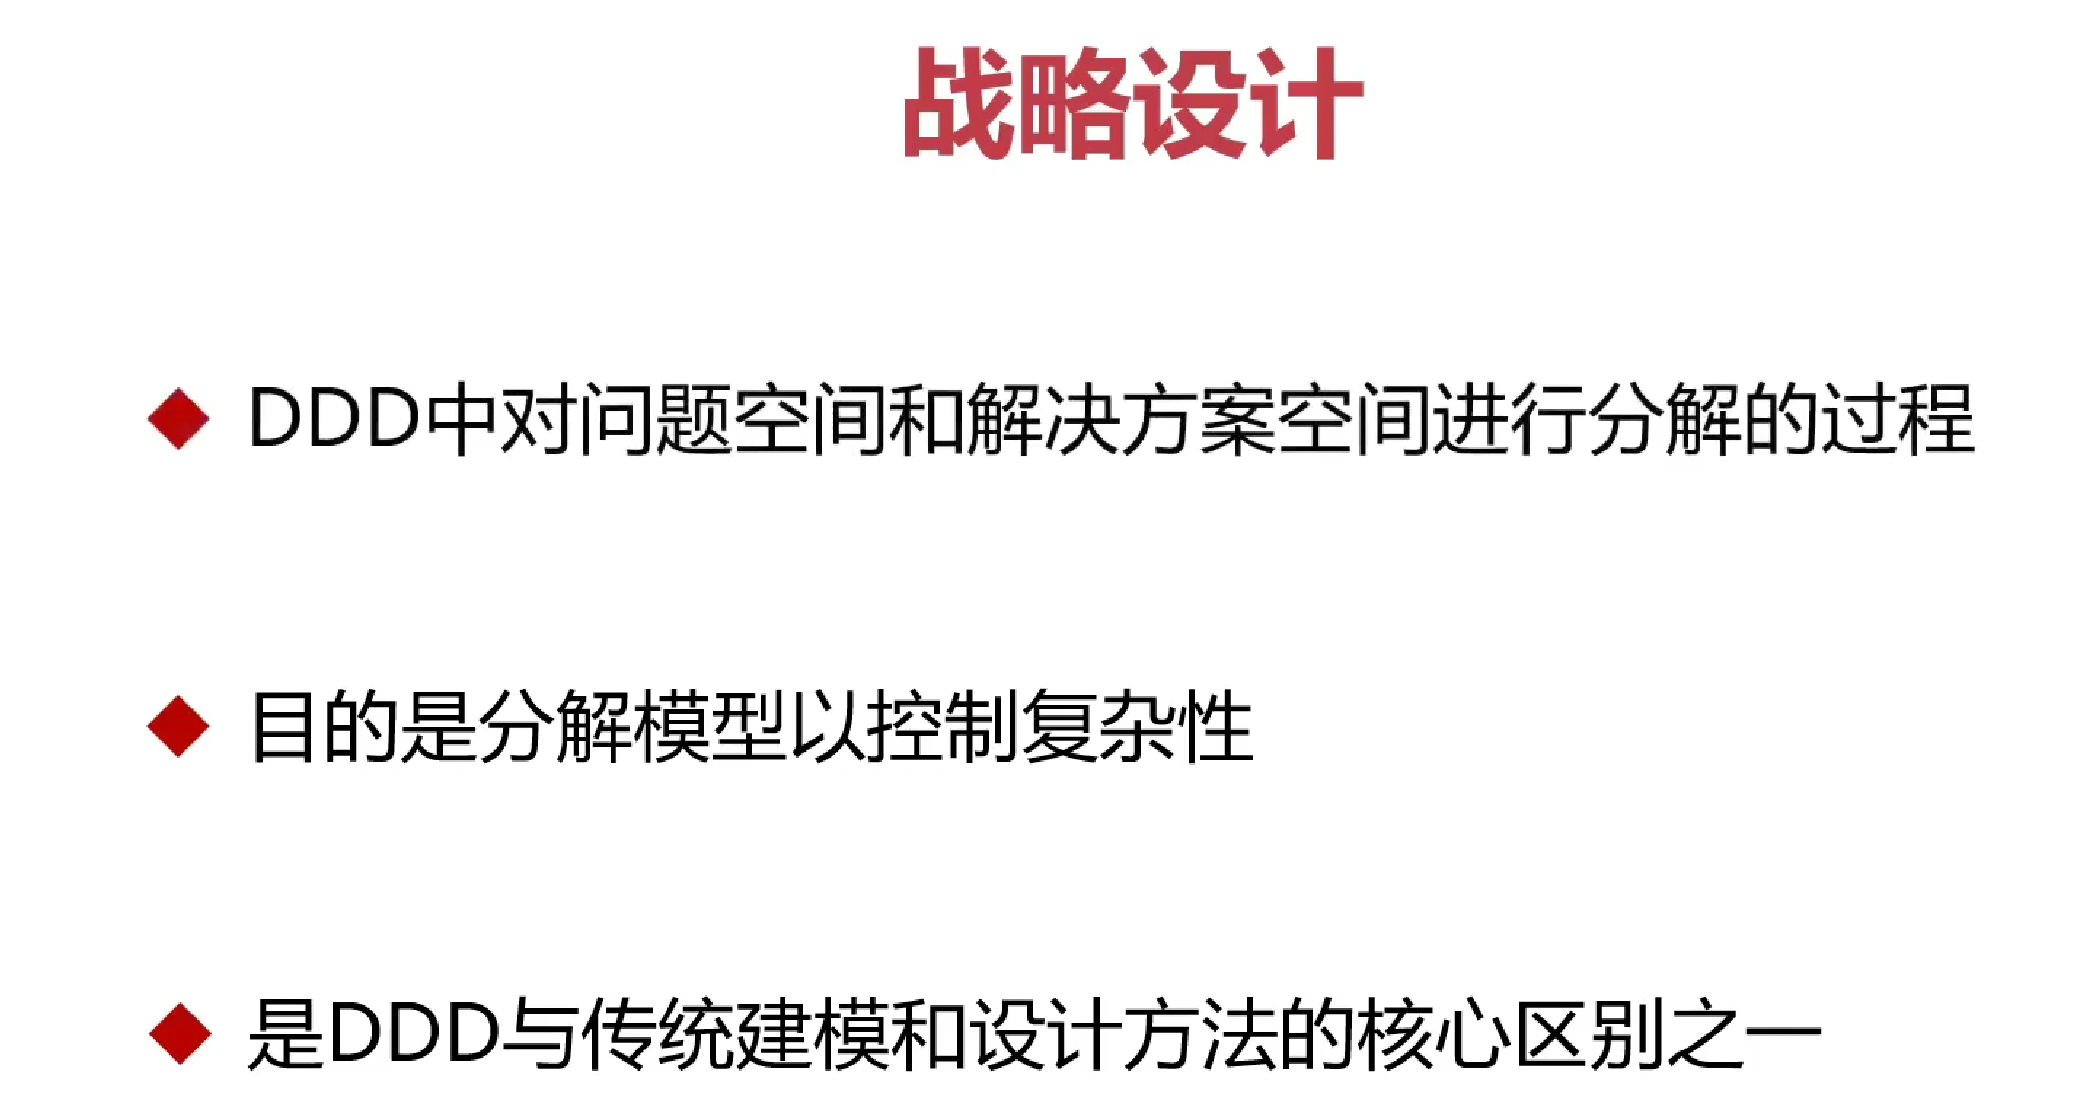 战略设计
DDD中对问题空间和解决方案空间进行分解的过程
目的是分解模型以控制复杂性
是DDD与传统建模和设计方法的核心区别之一